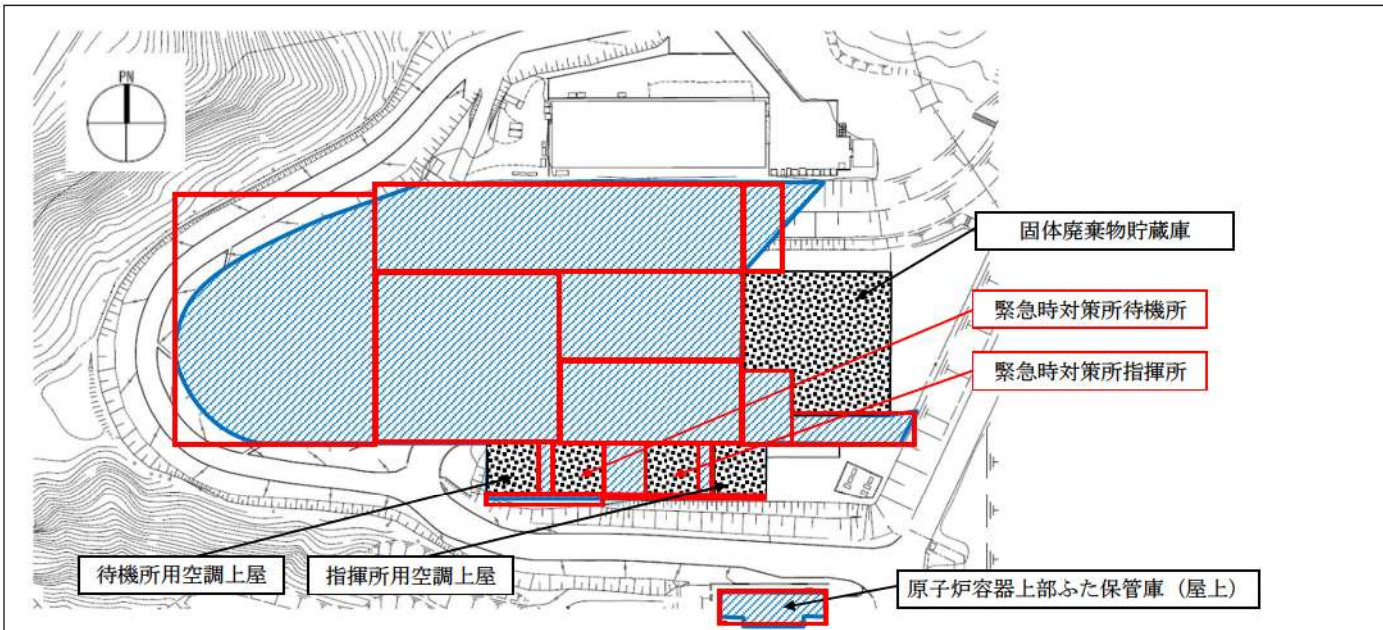 PN
固体廃棄物貯蔵庫
緊急時対策所待機所
緊急時対策所指揮所
待機所用空調上屋
指揮所用空調上屋
原子炉容器上部ふた保管庫（屋上）